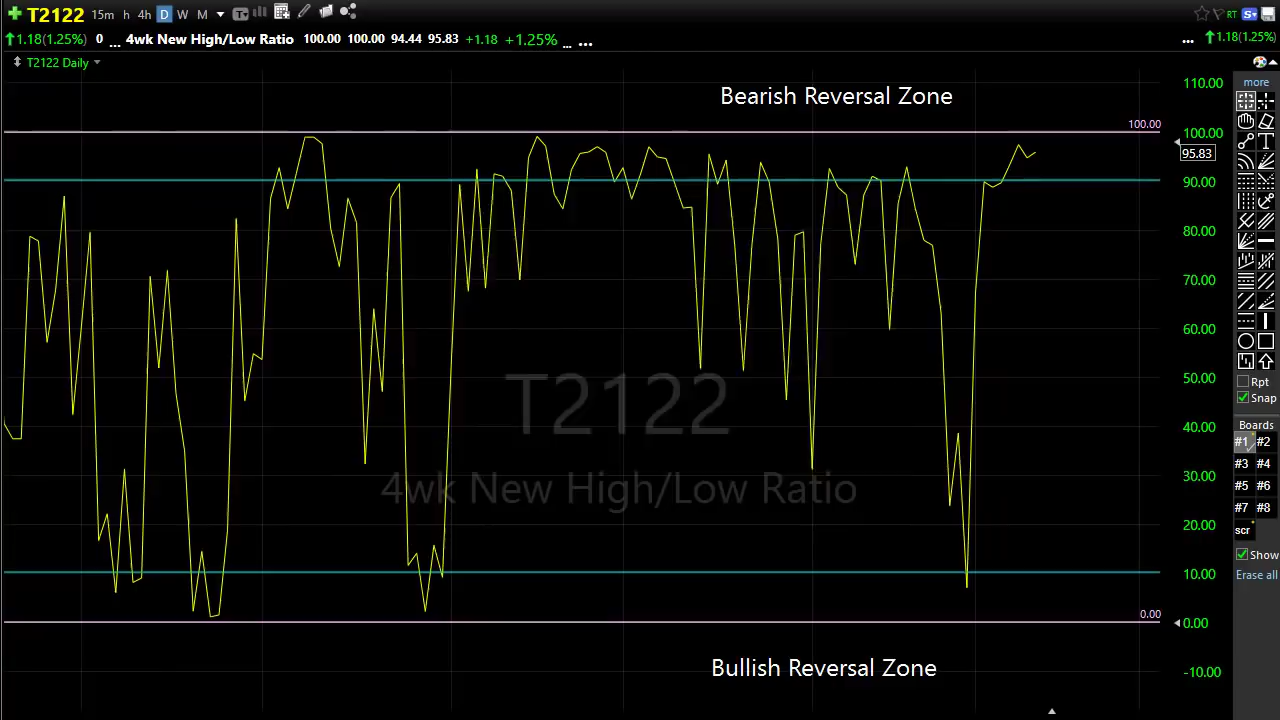 T2122 15m h 4h D W M T RT S
1.18(1.25%) 0 ... 4wk New High/Low Ratio 100.00 100.00 94.44 95.83 +1.18 +1.25% ... ... ... 1.18(1.25%)
T2122 Daily
more
Bearish Reversal Zone
110.00
100.00
100.00
95.83
90.00
80.00
70.00
60.00
50.00
40.00
30.00
20.00
10.00
0.00
0.00
-10.00
T2122
4wk New High/Low Ratio
Bullish Reversal Zone
T
Rpt
Snap
Boards
#1 #2
#3 #4
#5 #6
#7 #8
scr
Show
Erase all